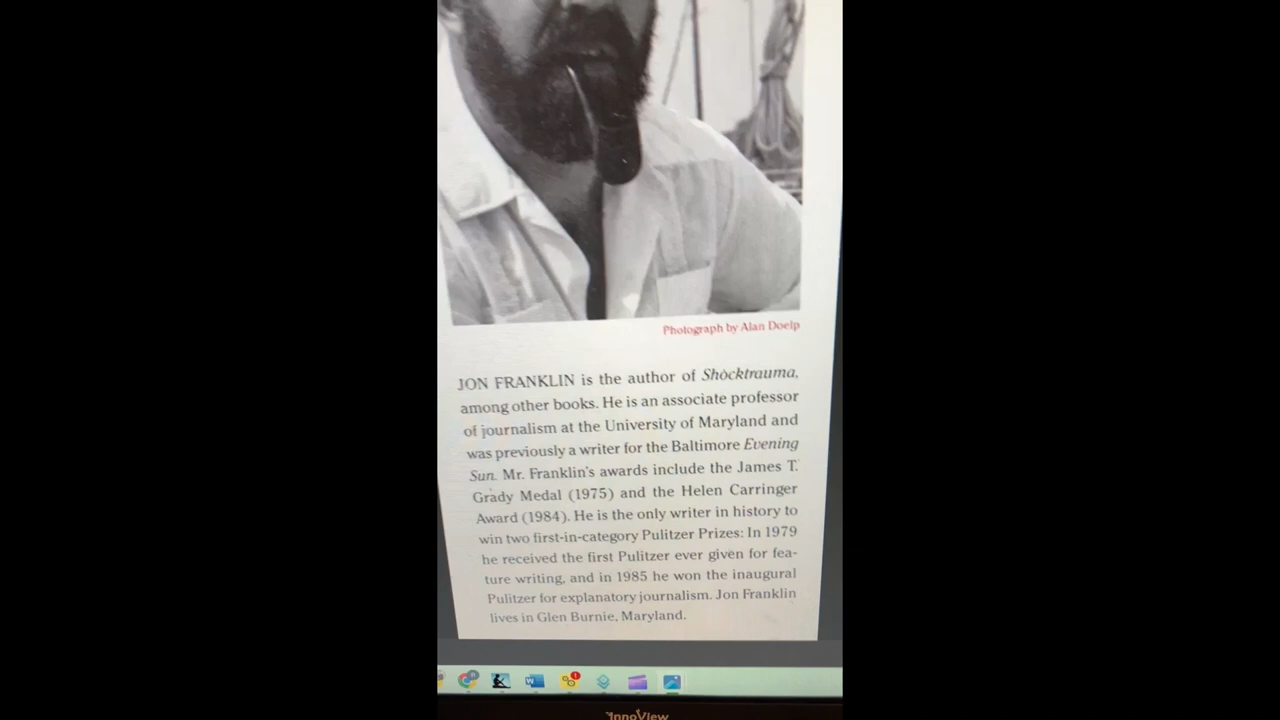 Photograph by Alan Doelp
JON FRANKLIN is the author of Shocktrauma,
among other books. He is an associate professor
of journalism at the University of Maryland and
was previously a writer for the Baltimore Evening
Sun. Mr. Franklin's awards include the James T.
Grady Medal (1975) and the Helen Carringer
Award (1984). He is the only writer in history to
win two first-in-category Pulitzer Prizes: In 1979
he received the first Pulitzer ever given for fea-
ture writing, and in 1985 he won the inaugural
Pulitzer for explanatory journalism. Jon Franklin
lives in Glen Burnie, Maryland.
InnoView